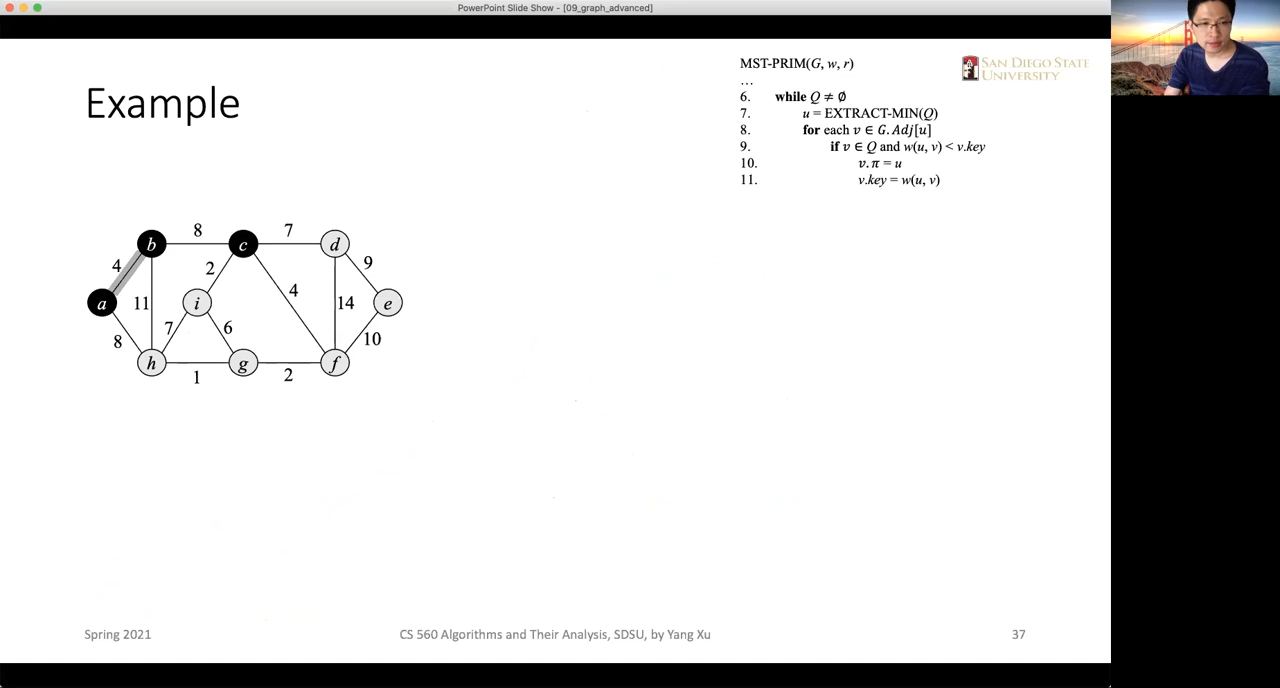 PowerPoint Slide Show - [09_graph_advanced]
Example
MST-PRIM(G, w, r)
...
6. while Q ≠ ∅
7. u = EXTRACT-MIN(Q)
8. for each v ∈ G.Adj[u]
9. if v ∈ Q and w(u, v) < v.key
10. v.π = u
11. v.key = w(u, v)
SAN DIEGO STATE
UNIVERSITY
8 7
b c d
4 2 9
4
a 11 i 14 e
8 7 6 10
h g f
1 2
Spring 2021
CS 560 Algorithms and Their Analysis, SDSU, by Yang Xu
37